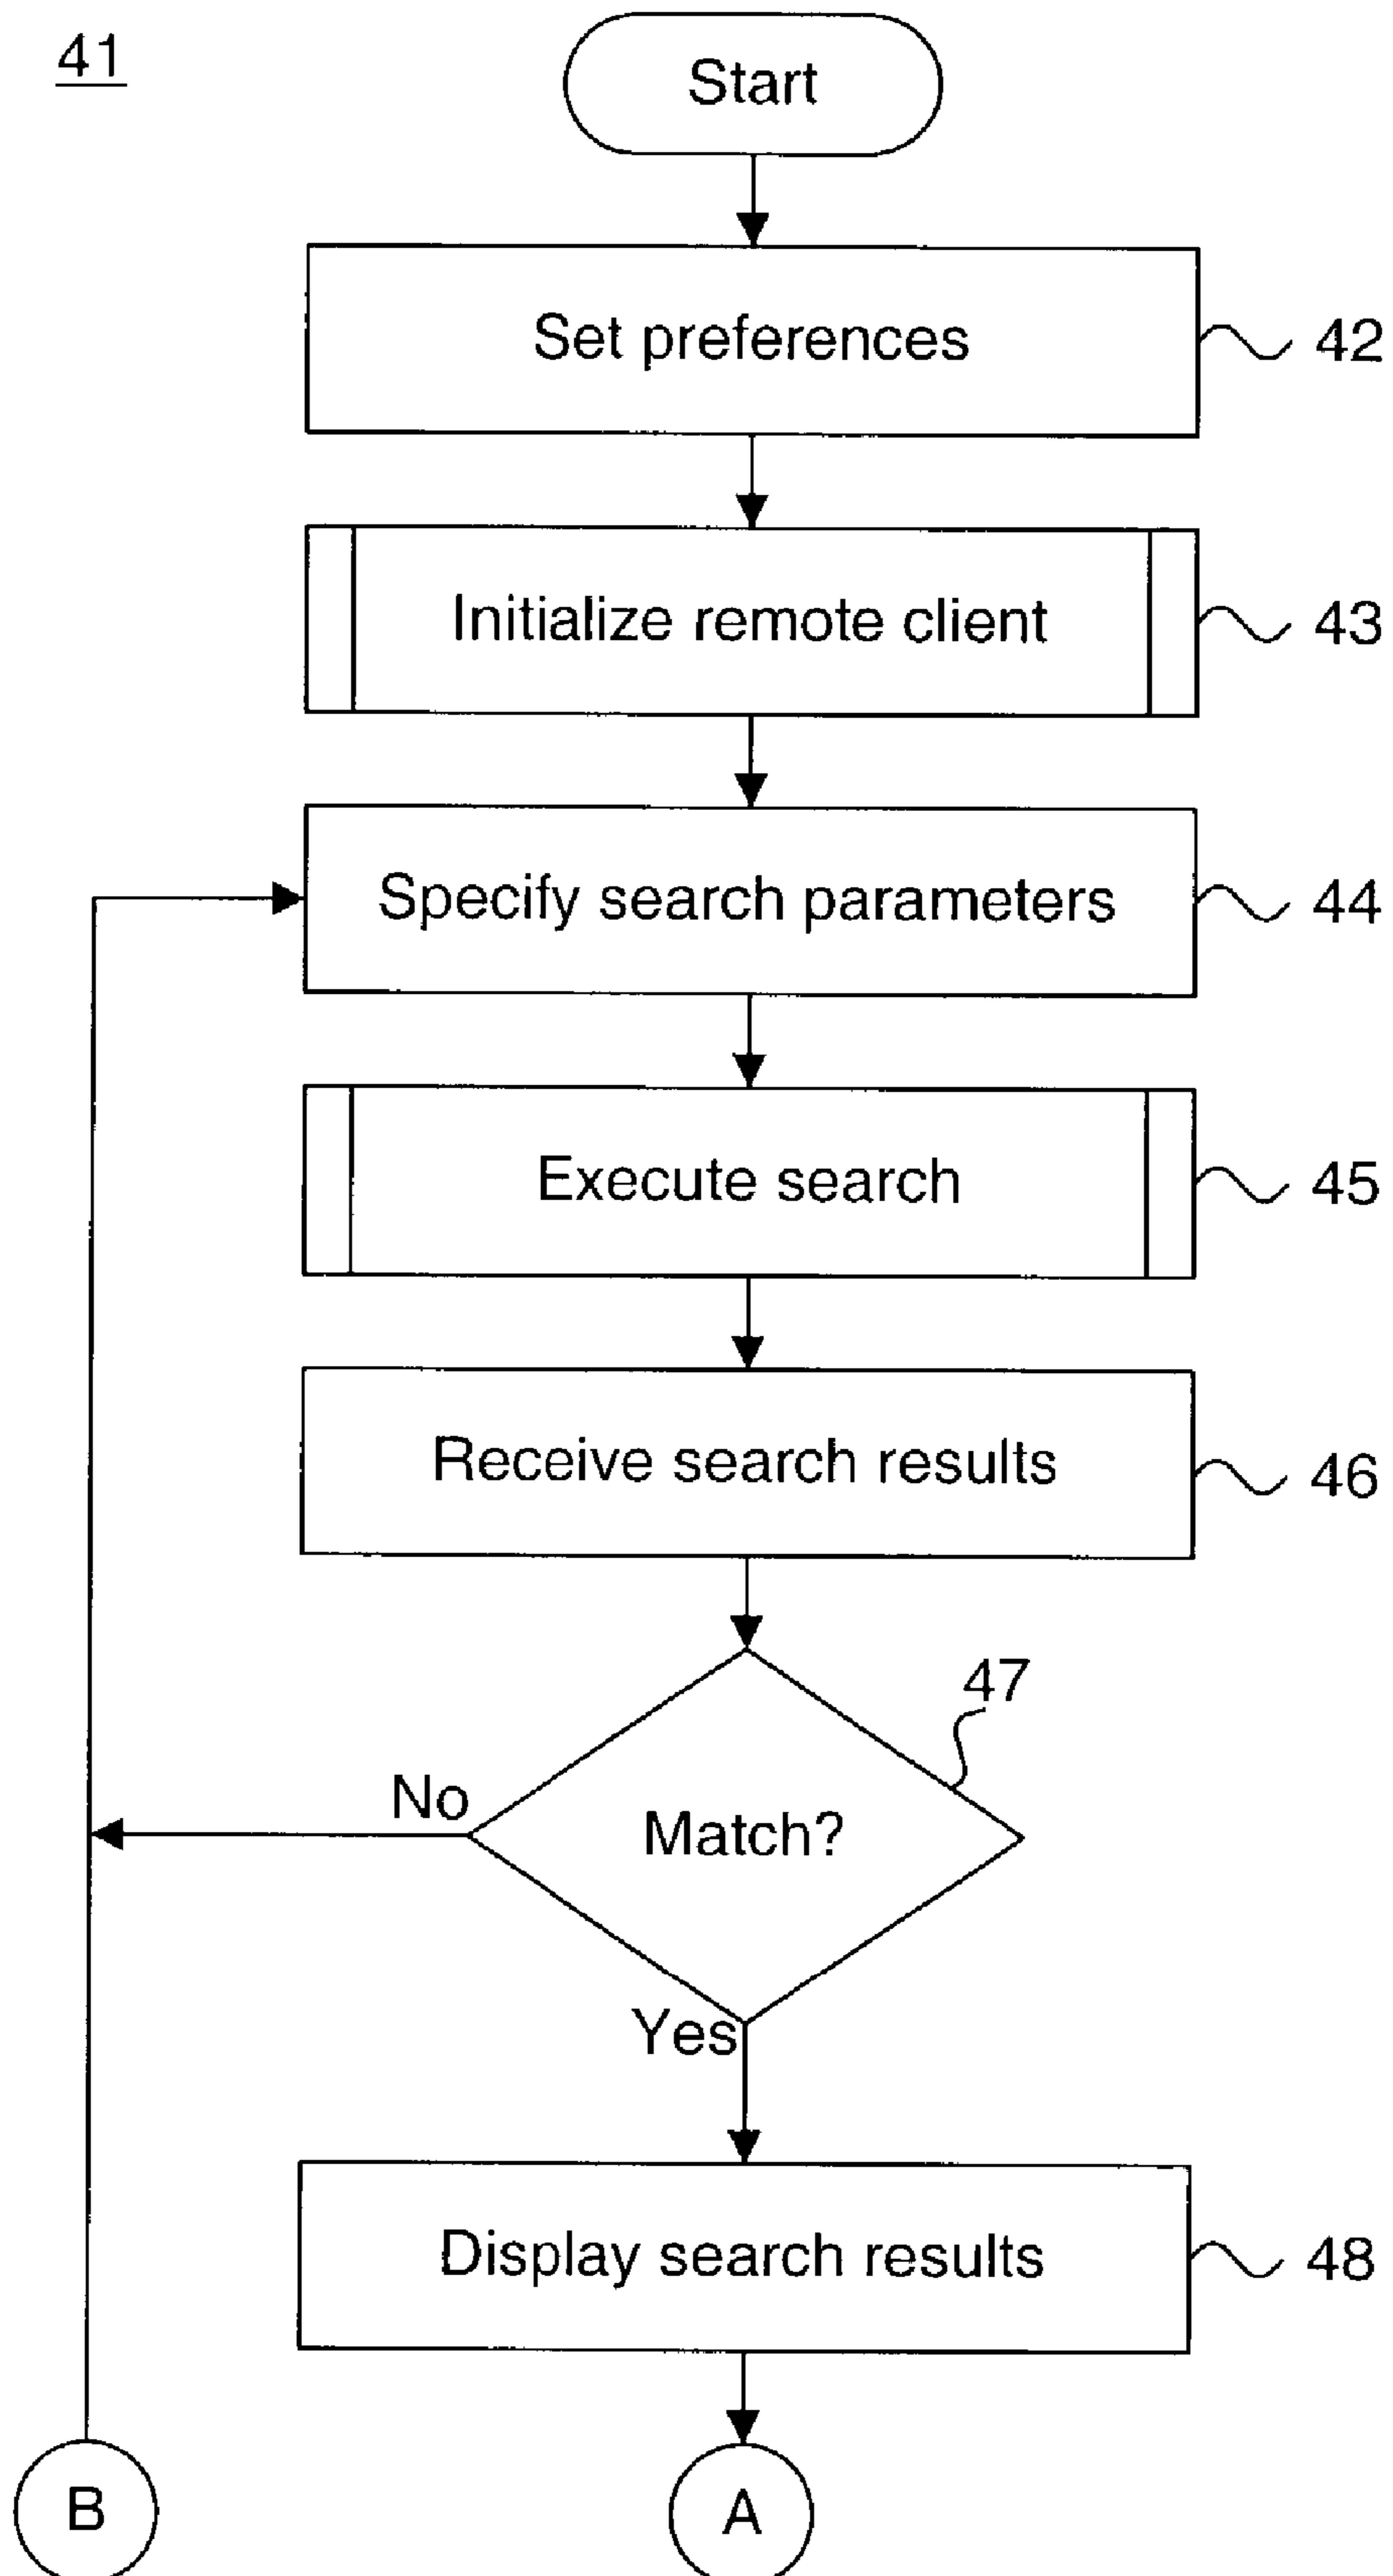 41
Start
Set preferences
42
Initialize remote client
43
Specify search parameters
44
Execute search
45
Receive search results
46
47
No
Match?
Yes
Display search results
48
B
A